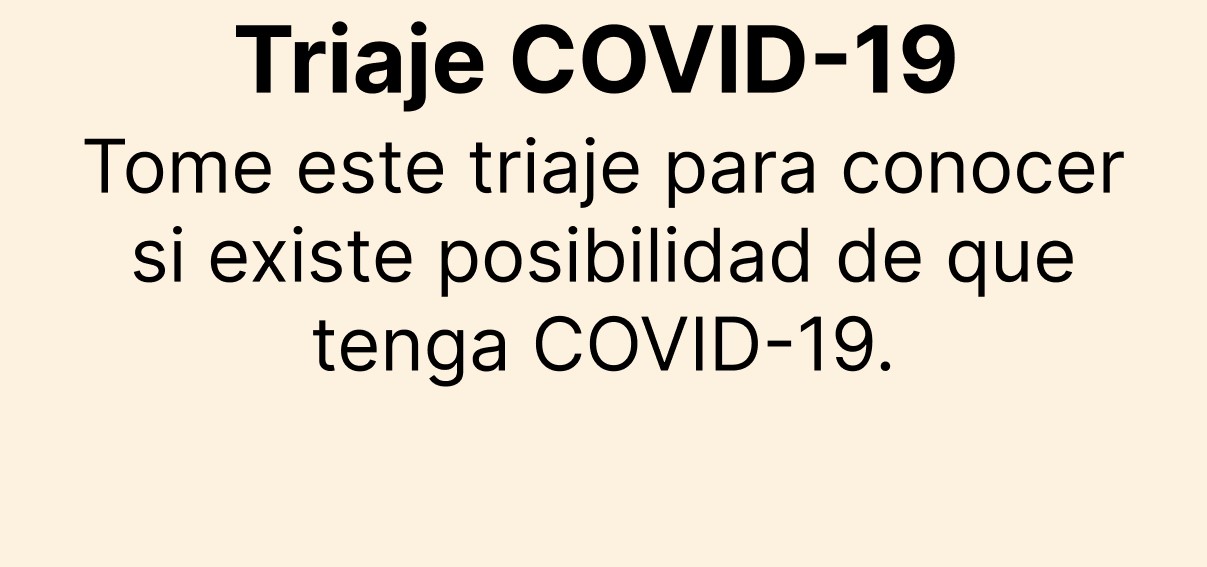 Triaje COVID-19
Tome este triaje para conocer
si existe posibilidad de que
tenga COVID-19.